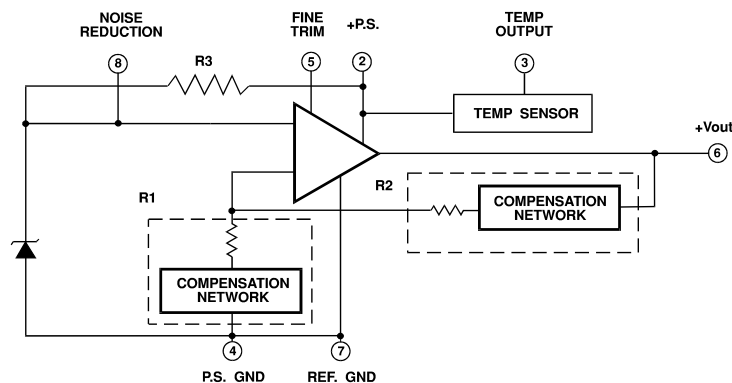 NOISE
REDUCTION
FINE
TRIM
+P.S.
TEMP
OUTPUT
8
R3
5
2
3
TEMP SENSOR
+Vout
6
R1
R2
COMPENSATION
NETWORK
COMPENSATION
NETWORK
4
7
P.S. GND
REF. GND